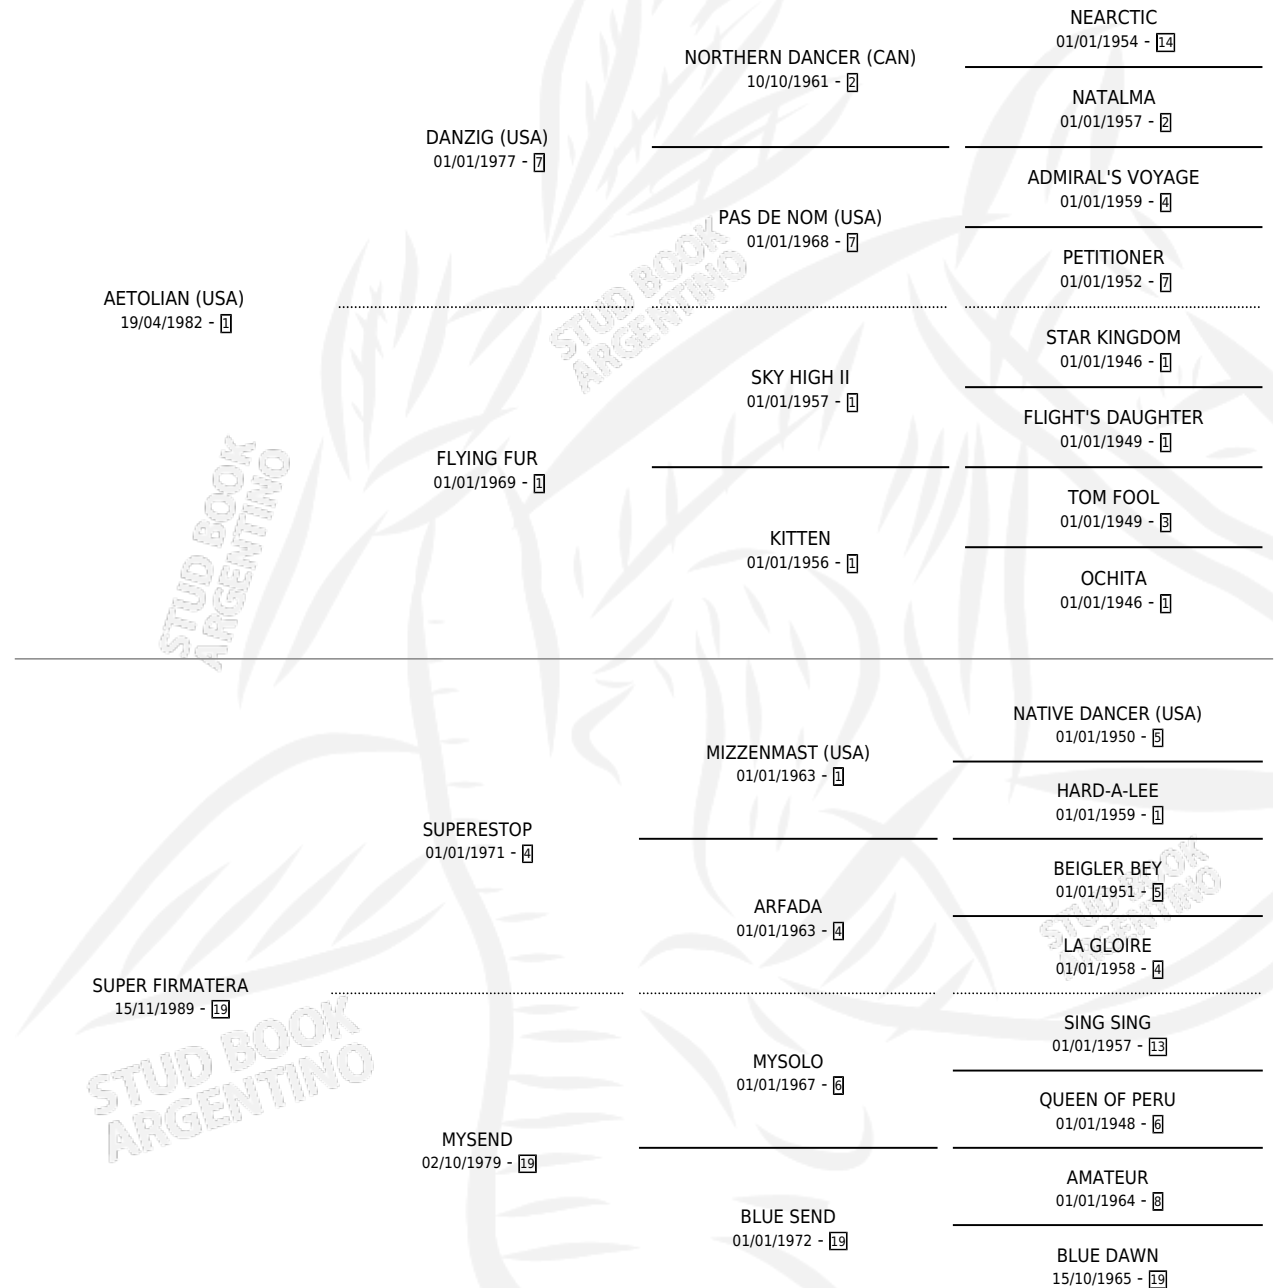 NEARCTIC
01/01/1954 - 14
NORTHERN DANCER (CAN)
10/10/1961 - 2
NATALMA
01/01/1957 - 2
DANZIG (USA)
01/01/1977 - 7
ADMIRAL'S VOYAGE
01/01/1959 - 4
PAS DE NOM (USA)
01/01/1968 - 7
PETITIONER
01/01/1952 - 7
AETOLIAN (USA)
19/04/1982 - 1
STUD BOOK
ARGENTINO
STAR KINGDOM
01/01/1946 - 1
SKY HIGH II
01/01/1957 - 1
FLIGHT'S DAUGHTER
01/01/1949 - 1
FLYING FUR
01/01/1969 - 1
TOM FOOL
01/01/1949 - 3
KITTEN
01/01/1956 - 1
OCHITA
01/01/1946 - 1
STUD BOOK
ARGENTINO
NATIVE DANCER (USA)
01/01/1950 - 5
MIZZENMAST (USA)
01/01/1963 - 1
HARD-A-LEE
01/01/1959 - 1
SUPERESTOP
01/01/1971 - 4
BEIGLER BEY
01/01/1951 - 5
ARFADA
01/01/1963 - 4
STUD BOOK
ARGENTINO
LA GLOIRE
01/01/1958 - 4
SUPER FIRMATERA
15/11/1989 - 19
STUD BOOK
ARGENTINO
SING SING
01/01/1957 - 13
MYSOLO
01/01/1967 - 6
QUEEN OF PERU
01/01/1948 - 6
MYSEND
02/10/1979 - 19
AMATEUR
01/01/1964 - 8
BLUE SEND
01/01/1972 - 19
BLUE DAWN
15/10/1965 - 19